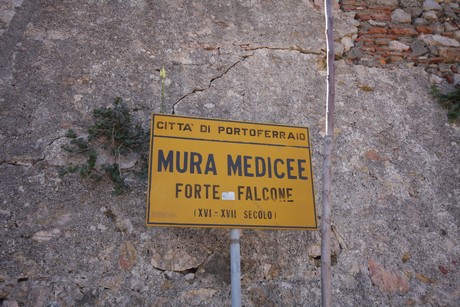 CITTA' DI PORTOFERRAIO
MURA MEDICEE
FORTE FALCONE
(XVI - XVII SECOLO)